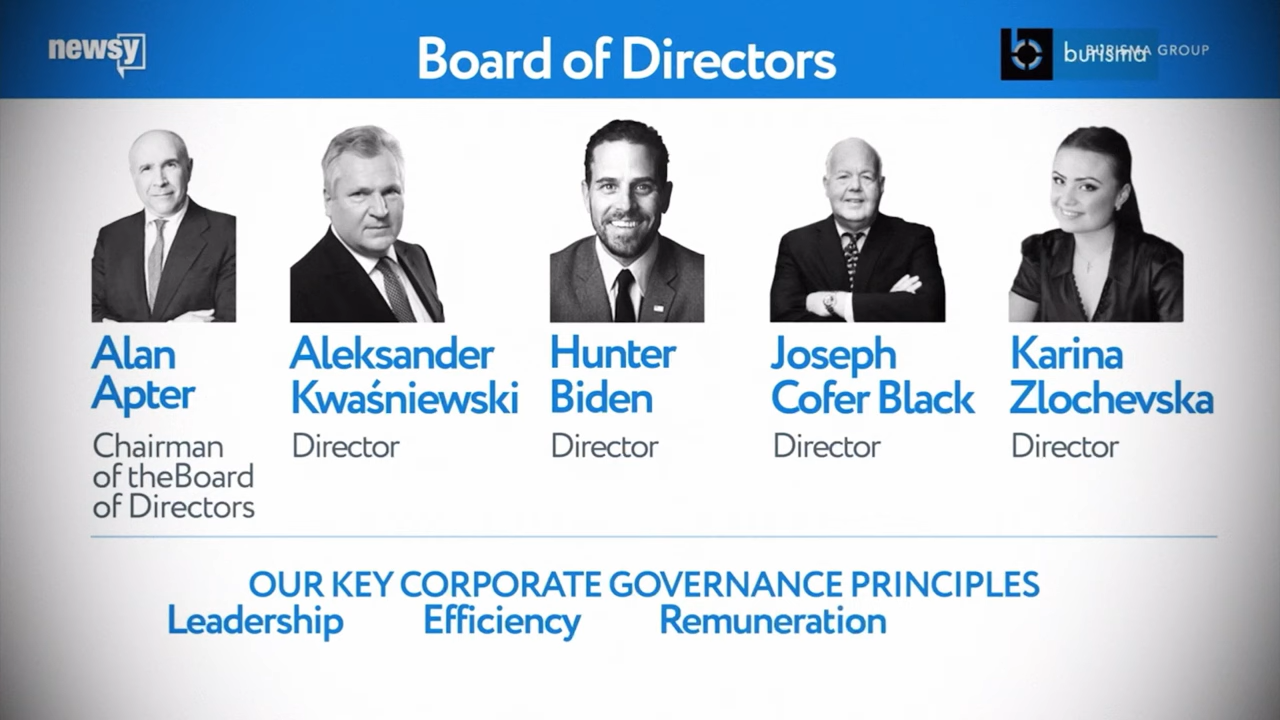 newsy
Board of Directors
burisma
BURISMA GROUP
Alan
Apter
Chairman
of theBoard
of Directors
Aleksander
Kwaśniewski
Director
Hunter
Biden
Director
Joseph
Cofer Black
Director
Karina
Zlochevska
Director
OUR KEY CORPORATE GOVERNANCE PRINCIPLES
Leadership Efficiency Remuneration